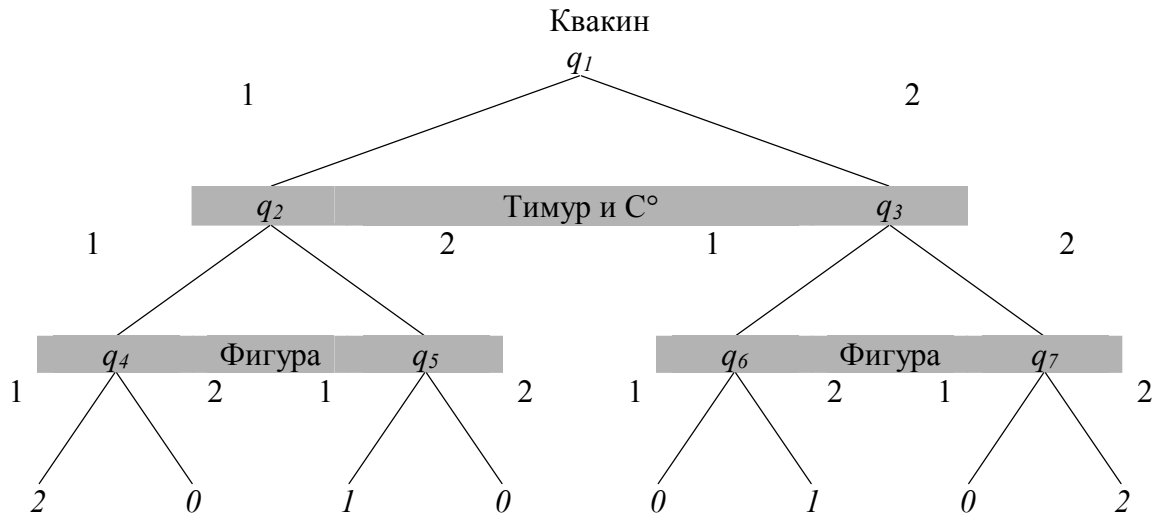 Квакин
q1
1 2
q2 Тимур и С° q3
1 2 1 2
q4 Фигура q5 q6 Фигура q7
1 2 1 2 1 2 1 2
2 0 1 0 0 1 0 2